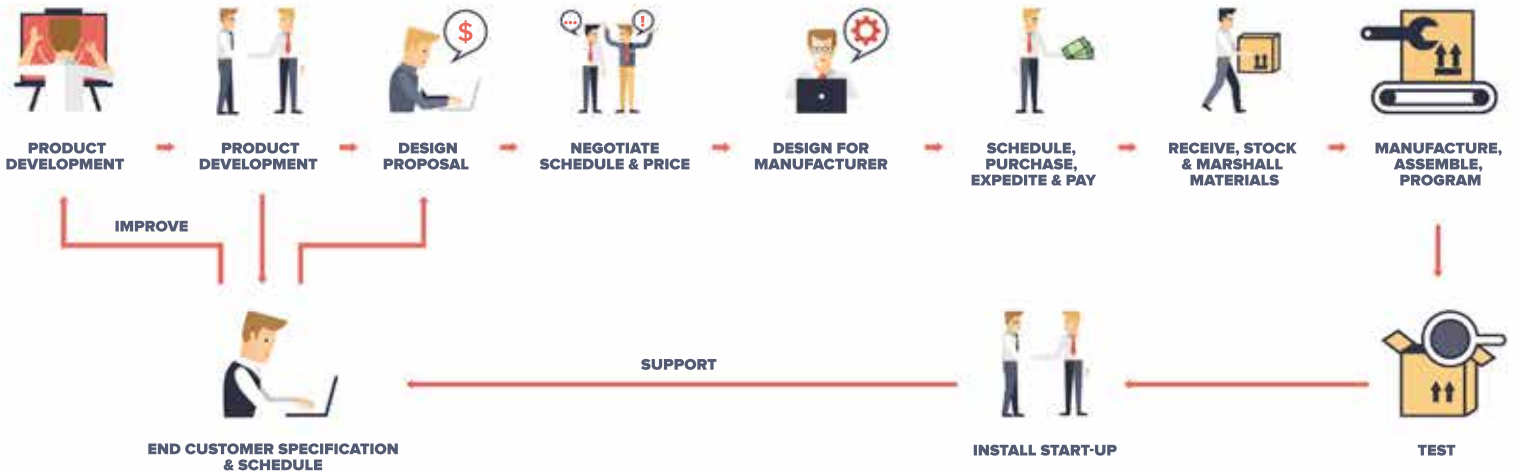 $
...
!
PRODUCT
DEVELOPMENT
PRODUCT
DEVELOPMENT
DESIGN
PROPOSAL
NEGOTIATE
SCHEDULE & PRICE
DESIGN FOR
MANUFACTURER
SCHEDULE,
PURCHASE,
EXPEDITE & PAY
RECEIVE, STOCK
& MARSHALL
MATERIALS
MANUFACTURE,
ASSEMBLE,
PROGRAM
IMPROVE
SUPPORT
END CUSTOMER SPECIFICATION
& SCHEDULE
INSTALL START-UP
TEST